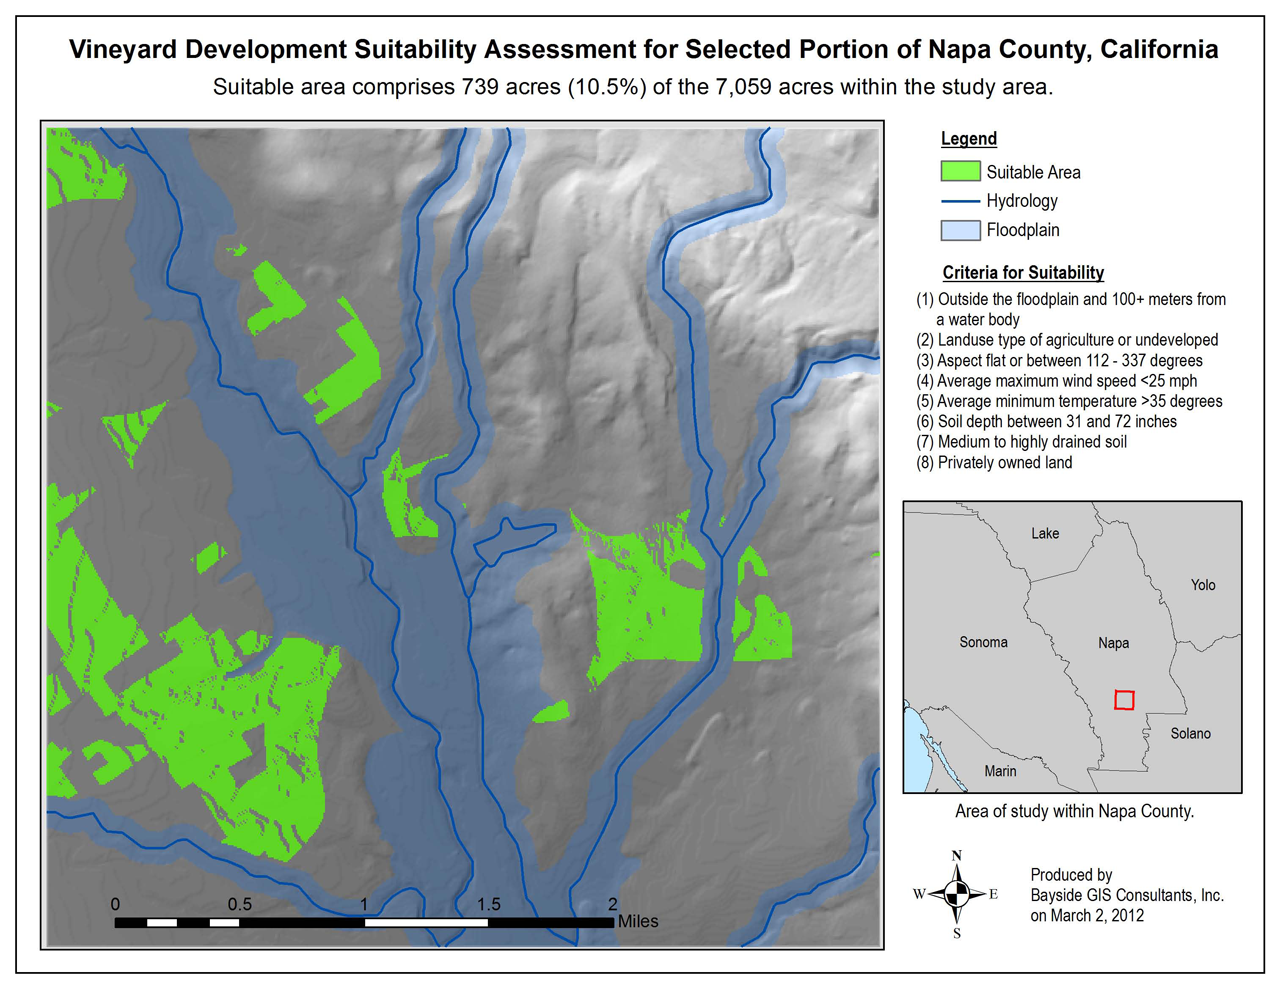 Vineyard Development Suitability Assessment for Selected Portion of Napa County, California
Suitable area comprises 739 acres (10.5%) of the 7,059 acres within the study area.
Legend
Suitable Area
Hydrology
Floodplain
Criteria for Suitability
(1) Outside the floodplain and 100+ meters from
a water body
(2) Landuse type of agriculture or undeveloped
(3) Aspect flat or between 112 - 337 degrees
(4) Average maximum wind speed <25 mph
(5) Average minimum temperature >35 degrees
(6) Soil depth between 31 and 72 inches
(7) Medium to highly drained soil
(8) Privately owned land
Lake
Yolo
Sonoma
Napa
Solano
Marin
Area of study within Napa County.
N
W E
S
Produced by
Bayside GIS Consultants, Inc.
on March 2, 2012
0 0.5 1 1.5 2
Miles